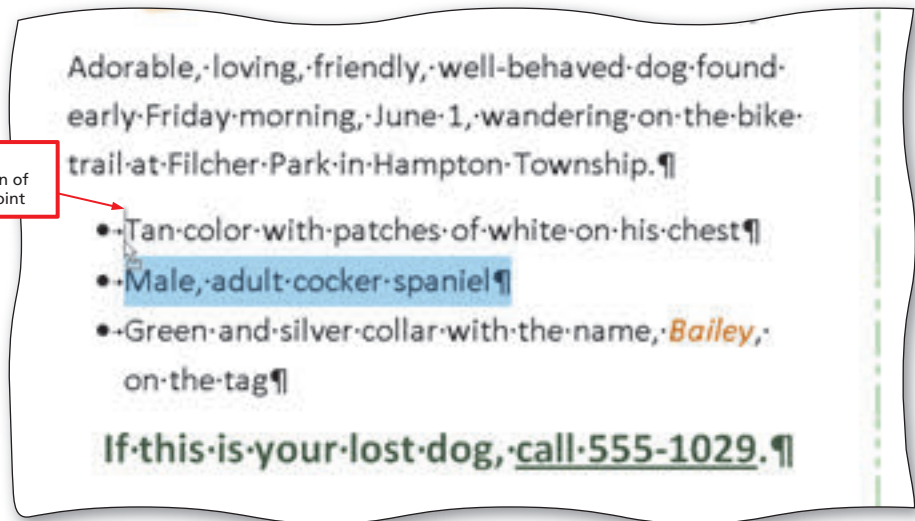 Adorable,·loving,·friendly,·well-behaved·dog·found·
early·Friday·morning,·June·1,·wandering·on·the·bike·
trail·at·Filcher·Park·in·Hampton·Township.¶
of
●→Tan·color·with·patches·of·white·on·his·chest¶
●→Male,·adult·cocker·spaniel¶
●→Green·and·silver·collar·with·the·name,·Bailey,·
on·the·tag¶
If·this·is·your·lost·dog,·call·555-1029.¶